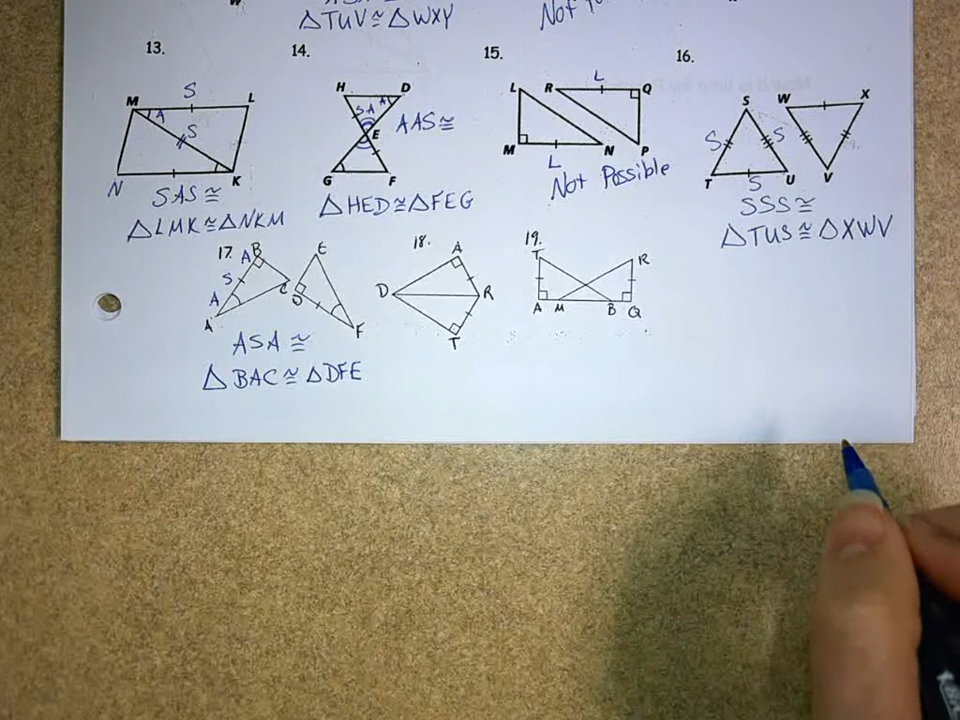 △TUV ≅ △WXY
Not
13.
14.
15.
16.
M S L
A
S
N K
SAS ≅
△LMK ≅ △NKM
H D
S A A
E
G F
AAS ≅
△HED ≅ △FEG
L R L Q
M L N P
Not Possible
S W X
S S
T S U V
SSS ≅
△TUS ≅ △XWV
17.
A B E
S
A C D
A F
ASA ≅
△BAC ≅ △DFE
18.
A
D R
T
19.
T R
A M B Q